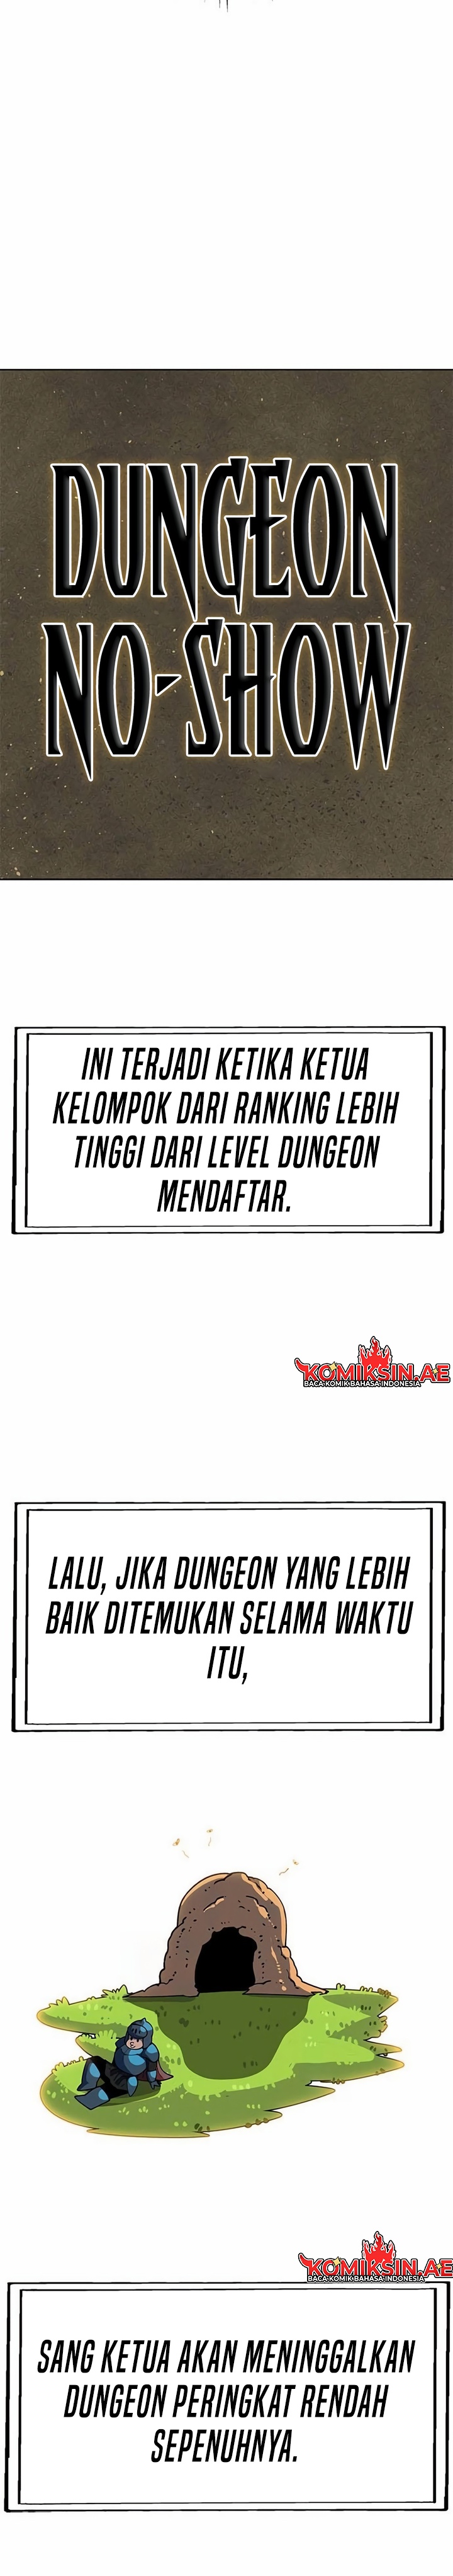 DUNGEON
NO-SHOW
INI TERJADI KETIKA KETUA
KELOMPOK DARI RANKING LEBIH
TINGGI DARI LEVEL DUNGEON
MENDAFTAR.
KOMIKSIN.AE
BACA KOMIK BAHASA INDONESIA
LALU, JIKA DUNGEON YANG LEBIH
BAIK DITEMUKAN SELAMA WAKTU
ITU,
KOMIKSIN.AE
BACA KOMIK BAHASA INDONESIA
SANG KETUA AKAN MENINGGALKAN
DUNGEON PERINGKAT RENDAH
SEPENUHNYA.